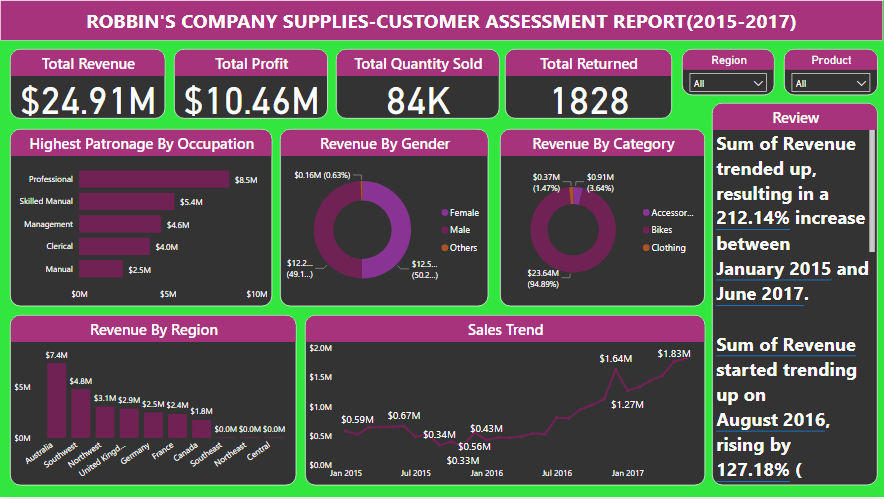 ROBBIN'S COMPANY SUPPLIES-CUSTOMER ASSESSMENT REPORT(2015-2017)
Total Revenue
$24.91M
Total Profit
$10.46M
Total Quantity Sold
84K
Total Returned
1828
Region
All
Product
All
Highest Patronage By Occupation
Professional
$8.5M
Skilled Manual
$5.4M
Management
$4.6M
Clerical
$4.0M
Manual
$2.5M
$0M
$5M
$10M
Revenue By Gender
$0.16M (0.63%)
$12.2...
(49.1...)
$12.5...
(50.2...)
Female
Male
Others
Revenue By Category
$0.37M
(1.47%)
$0.91M
(3.64%)
$23.64M
(94.89%)
Accessor...
Bikes
Clothing
Review
Sum of Revenue
trended up,
resulting in a
212.14% increase
between
January 2015 and
June 2017.
Sum of Revenue
started trending
up on
August 2016,
rising by
127.18% (
Revenue By Region
$5M
$0M
$7.4M
$4.8M
$3.1M
$2.9M
$2.5M
$2.4M
$1.8M
$0.0M
$0.0M
$0.0M
Australia
Southwest
Northwest
United Kingd...
Germany
France
Canada
Southeast
Northeast
Central
Sales Trend
$2.0M
$1.5M
$1.0M
$0.5M
$0.0M
$0.59M
$0.67M
$0.34M
$0.33M
$0.56M
$0.43M
$1.64M
$1.27M
$1.83M
Jan 2015
Jul 2015
Jan 2016
Jul 2016
Jan 2017